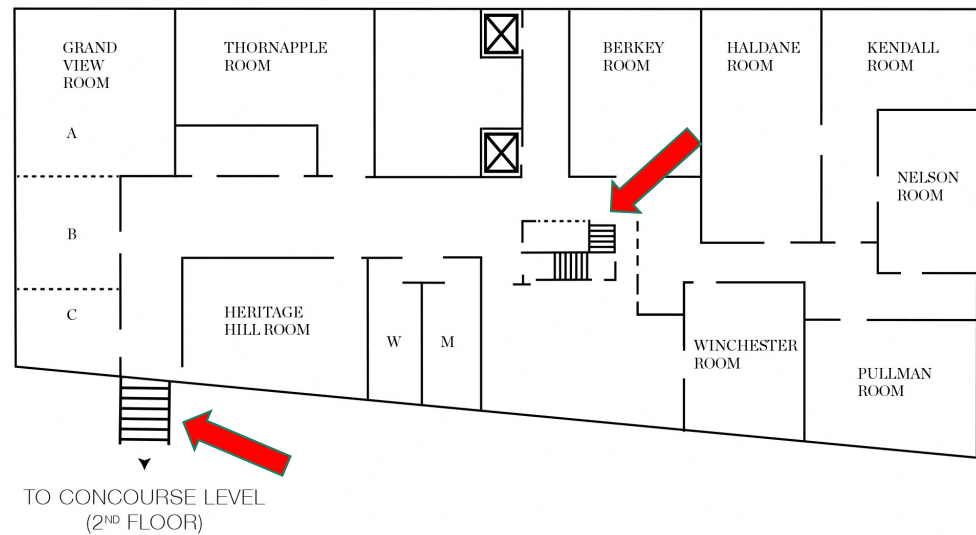 GRAND
VIEW
ROOM
THORNAPPLE
ROOM
BERKEY
ROOM
HALDANE
ROOM
KENDALL
ROOM
A
NELSON
ROOM
B
C
HERITAGE
HILL ROOM
W
M
WINCHESTER
ROOM
PULLMAN
ROOM
TO CONCOURSE LEVEL
(2ND FLOOR)